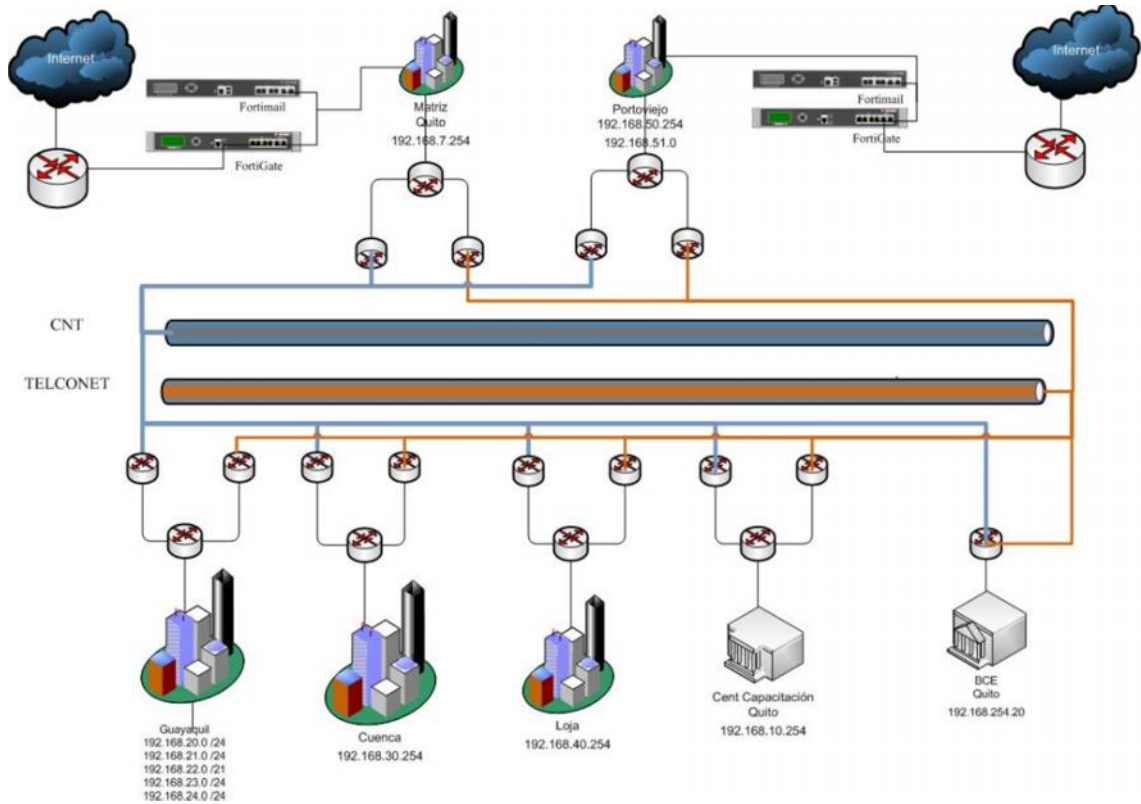 Internet
Fortimail
FortiGate
Matriz
Quito
192.168.7.254
Portoviejo
192.168.50.254
192.168.51.0
Fortimail
FortiGate
Internet
CNT
TELCONET
Guayaquil
192.168.20.0 /24
192.168.21.0 /24
192.168.22.0 /21
192.168.23.0 /24
192.168.24.0 /24
Cuenca
192.168.30.254
Loja
192.168.40.254
Cent Capacitación
Quito
192.168.10.254
BCE
Quito
192.168.254.20